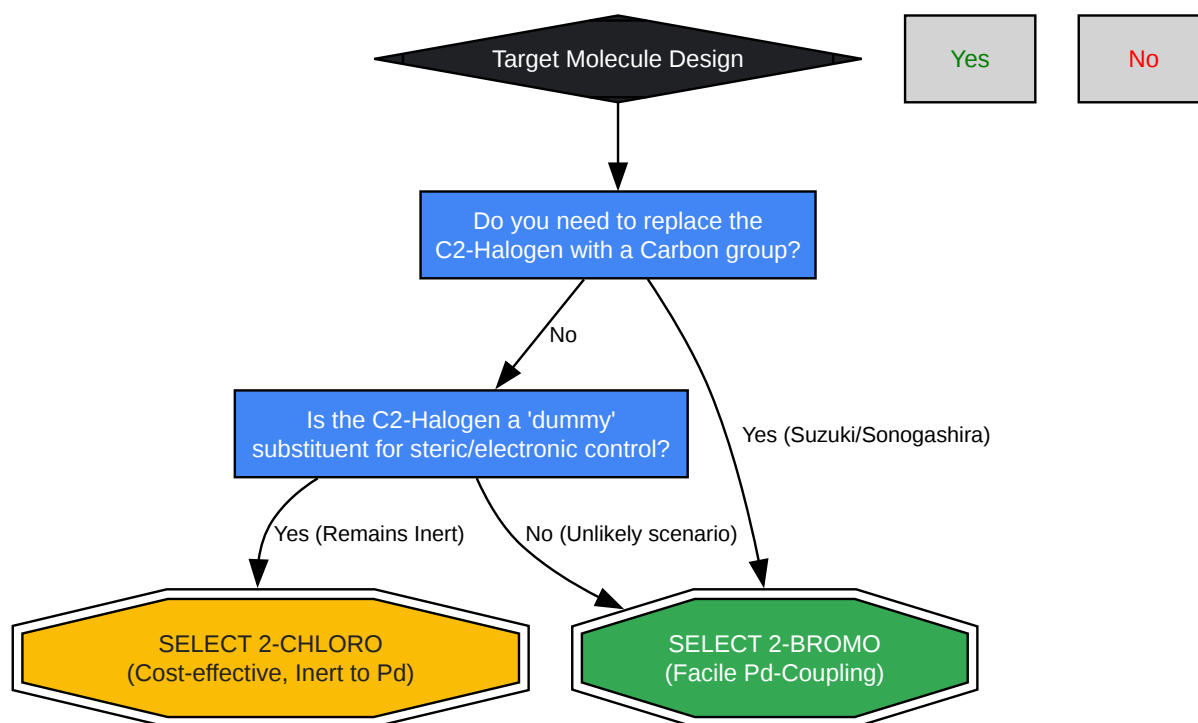 Target Molecule Design
Yes
No
Do you need to replace the
C2-Halogen with a Carbon group?
No
Is the C2-Halogen a 'dummy'
substituent for steric/electronic control?
Yes (Suzuki/Sonogashira)
Yes (Remains Inert)
No (Unlikely scenario)
SELECT 2-CHLORO
(Cost-effective, Inert to Pd)
SELECT 2-BROMO
(Facile Pd-Coupling)